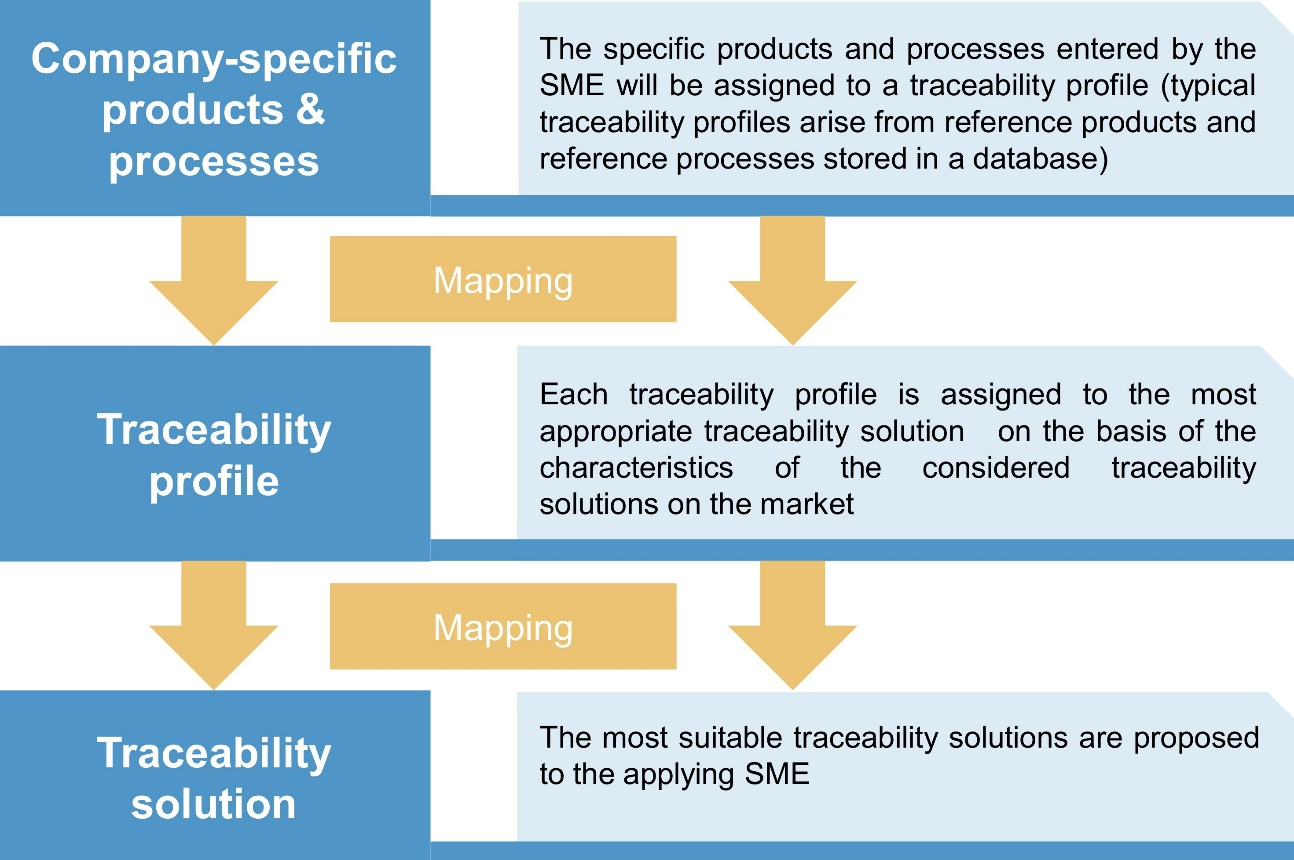 Company-specific
products &
processes
The specific products and processes entered by the
SME will be assigned to a traceability profile (typical
traceability profiles arise from reference products and
reference processes stored in a database)
Mapping
Traceability
profile
Each traceability profile is assigned to the most
appropriate traceability solution on the basis of the
characteristics of the considered traceability
solutions on the market
Mapping
Traceability
solution
The most suitable traceability solutions are proposed
to the applying SME